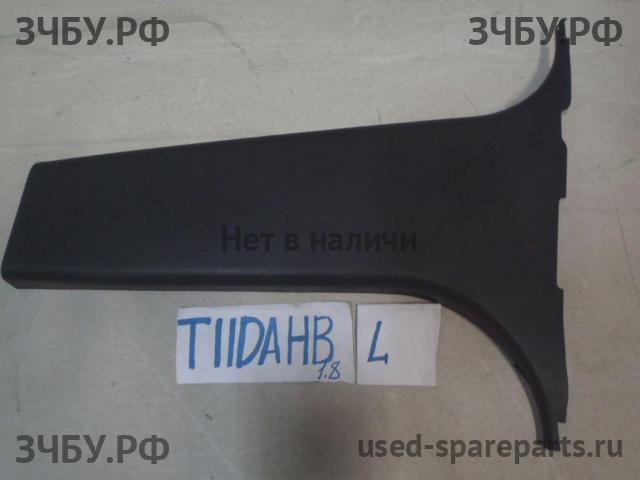 ЗЧБУ.РФ ЗЧБУ.РФ
Нет в наличи
TIIDAHB L
1.8
ЗЧБУ.РФ used-spareparts.ru